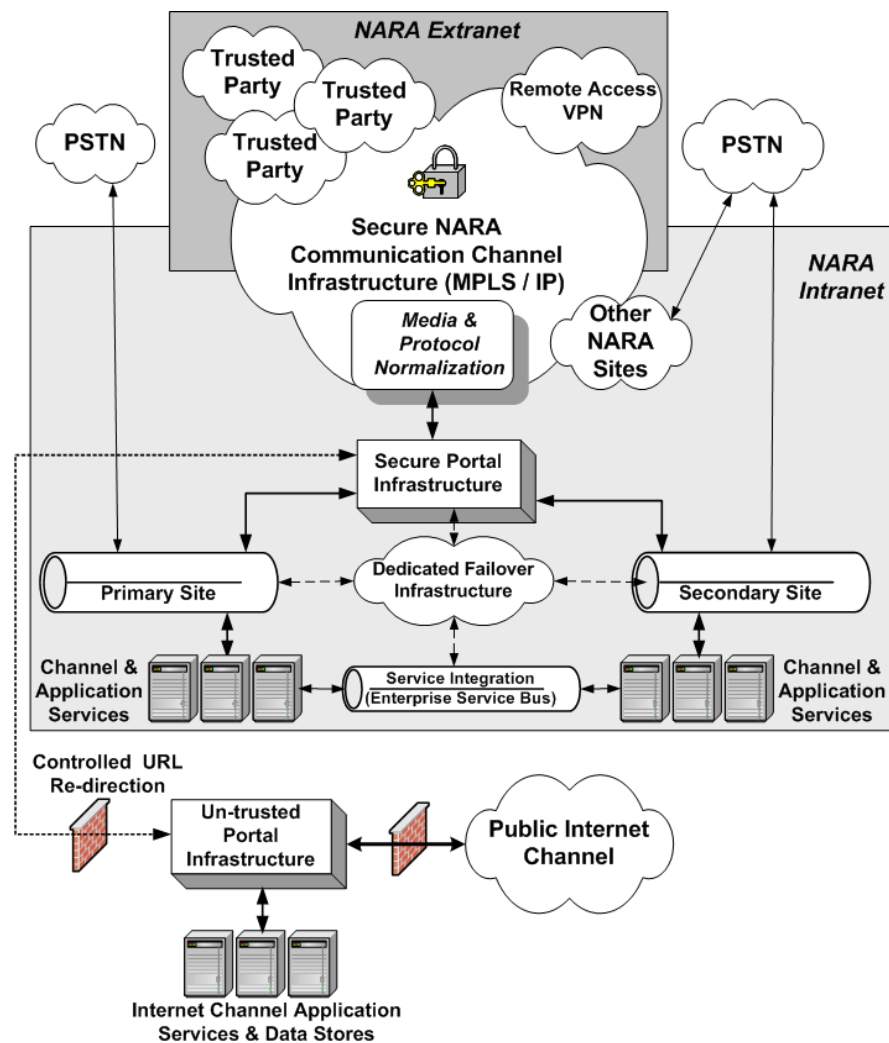 NARA Extranet
Trusted
Party
Trusted
Party
Trusted
Party
Remote Access
VPN
PSTN
PSTN
Secure NARA
Communication Channel
Infrastructure (MPLS / IP)
NARA
Intranet
Media &
Protocol
Normalization
Other
NARA
Sites
Secure Portal
Infrastructure
Primary Site
Dedicated Failover
Infrastructure
Secondary Site
Channel &
Application
Services
Service Integration
(Enterprise Service Bus)
Channel &
Application
Services
Controlled URL
Re-direction
Un-trusted
Portal
Infrastructure
Public Internet
Channel
Internet Channel Application
Services & Data Stores